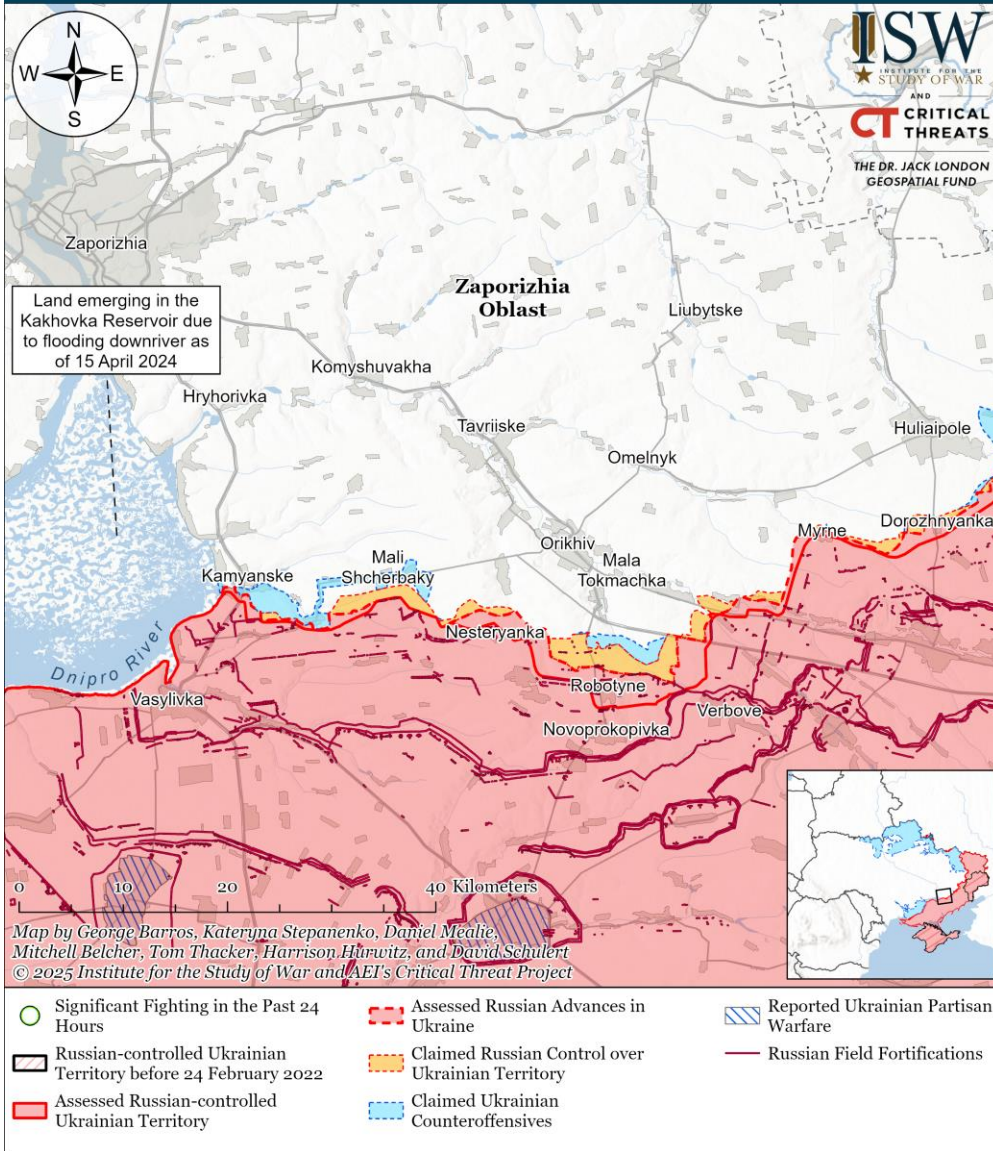 N
W
E
S
ISW
INSTITUTE FOR THE
STUDY OF WAR
AND
CT CRITICAL
THREATS
THE DR. JACK LONDON
GEOSPATIAL FUND
Zaporizhia
Land emerging in the
Kakhovka Reservoir due
to flooding downriver as
of 15 April 2024
Zaporizhia
Oblast
Liubytske
Komyshuvakha
Hryhorivka
Tavriiske
Huliaipole
Omelnyk
Dorozhnyanka
Myrne
Orikhiv
Mali
Shcherbaky
Mala
Tokmachka
Kamyanske
Nesteryanka
Dnipro River
Robotyne
Vasylivka
Verbove
Novoprokopivka
0 10 20 40 Kilometers
Map by George Barros, Kateryna Stepanenko, Daniel Mealie,
Mitchell Belcher, Tom Thacker, Harrison Hurwitz, and David Schulert
© 2025 Institute for the Study of War and AEI's Critical Threat Project
Significant Fighting in the Past 24
Hours
Russian-controlled Ukrainian
Territory before 24 February 2022
Assessed Russian-controlled
Ukrainian Territory
Assessed Russian Advances in
Ukraine
Claimed Russian Control over
Ukrainian Territory
Claimed Ukrainian
Counteroffensives
Reported Ukrainian Partisan
Warfare
Russian Field Fortifications